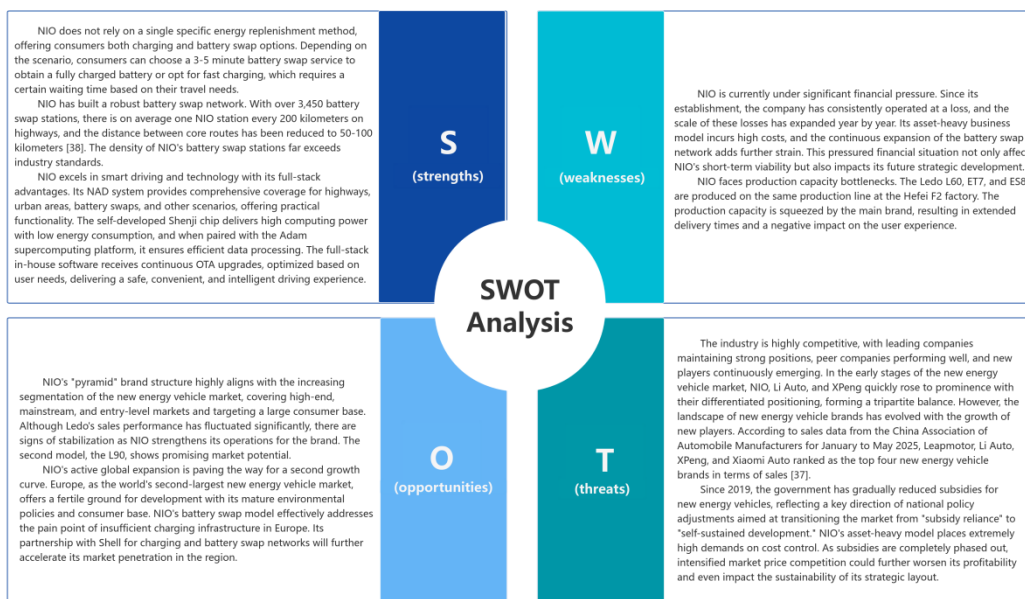 NIO does not rely on a single specific energy replenishment method,
offering consumers both charging and battery swap options. Depending on
the scenario, consumers can choose a 3-5 minute battery swap service to
obtain a fully charged battery or opt for fast charging, which requires a
certain waiting time based on their travel needs.
NIO has built a robust battery swap network. With over 3,450 battery
swap stations, there is on average one NIO station every 200 kilometers on
highways, and the distance between core routes has been reduced to 50-100
kilometers [38]. The density of NIO's battery swap stations far exceeds
industry standards.
NIO excels in smart driving and technology with its full-stack
advantages. Its NAD system provides comprehensive coverage for highways,
urban areas, battery swaps, and other scenarios, offering practical
functionality. The self-developed Shenji chip delivers high computing power
with low energy consumption, and when paired with the Adam
supercomputing platform, it ensures efficient data processing. The full-stack
in-house software receives continuous OTA upgrades, optimized based on
user needs, delivering a safe, convenient, and intelligent driving experience.
S
(strengths)
W
(weaknesses)
NIO is currently under significant financial pressure. Since its
establishment, the company has consistently operated at a loss, and the
scale of these losses has expanded year by year. Its asset-heavy business
model incurs high costs, and the continuous expansion of the battery swap
network adds further strain. This pressured financial situation not only affec
NIO's short-term viability but also impacts its future strategic development.
NIO faces production capacity bottlenecks. The Ledo L60, ET7, and ES8
are produced on the same production line at the Hefei F2 factory. The
production capacity is squeezed by the main brand, resulting in extended
delivery times and a negative impact on the user experience.
SWOT
Analysis
NIO's "pyramid" brand structure highly aligns with the increasing
segmentation of the new energy vehicle market, covering high-end,
mainstream, and entry-level markets and targeting a large consumer base.
Although Ledo's sales performance has fluctuated significantly, there are
signs of stabilization as NIO strengthens its operations for the brand. The
second model, the L90, shows promising market potential.
NIO's active global expansion is paving the way for a second growth
curve. Europe, as the world's second-largest new energy vehicle market,
offers a fertile ground for development with its mature environmental
policies and consumer base. NIO's battery swap model effectively addresses
the pain point of insufficient charging infrastructure in Europe. Its
partnership with Shell for charging and battery swap networks will further
accelerate its market penetration in the region.
O
(opportunities)
T
(threats)
The industry is highly competitive, with leading companies
maintaining strong positions, peer companies performing well, and new
players continuously emerging. In the early stages of the new energy
vehicle market, NIO, Li Auto, and XPeng quickly rose to prominence with
their differentiated positioning, forming a tripartite balance. However, the
landscape of new energy vehicle brands has evolved with the growth of
new players. According to sales data from the China Association of
Automobile Manufacturers for January to May 2025, Leapmotor, Li Auto,
XPeng, and Xiaomi Auto ranked as the top four new energy vehicle
brands in terms of sales [37].
Since 2019, the government has gradually reduced subsidies for
new energy vehicles, reflecting a key direction of national policy
adjustments aimed at transitioning the market from "subsidy reliance" to
"self-sustained development." NIO's asset-heavy model places extremely
high demands on cost control. As subsidies are completely phased out,
intensified market price competition could further worsen its profitability
and even impact the sustainability of its strategic layout.